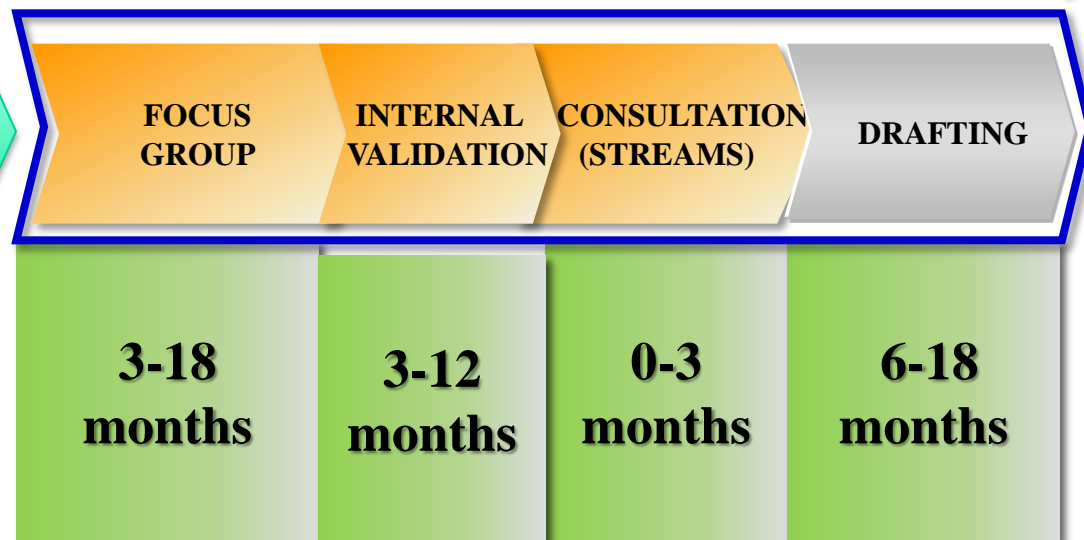 FOCUS
GROUP
INTERNAL
VALIDATION
CONSULTATION
(STREAMS)
DRAFTING
3-18
months
3-12
months
0-3
months
6-18
months